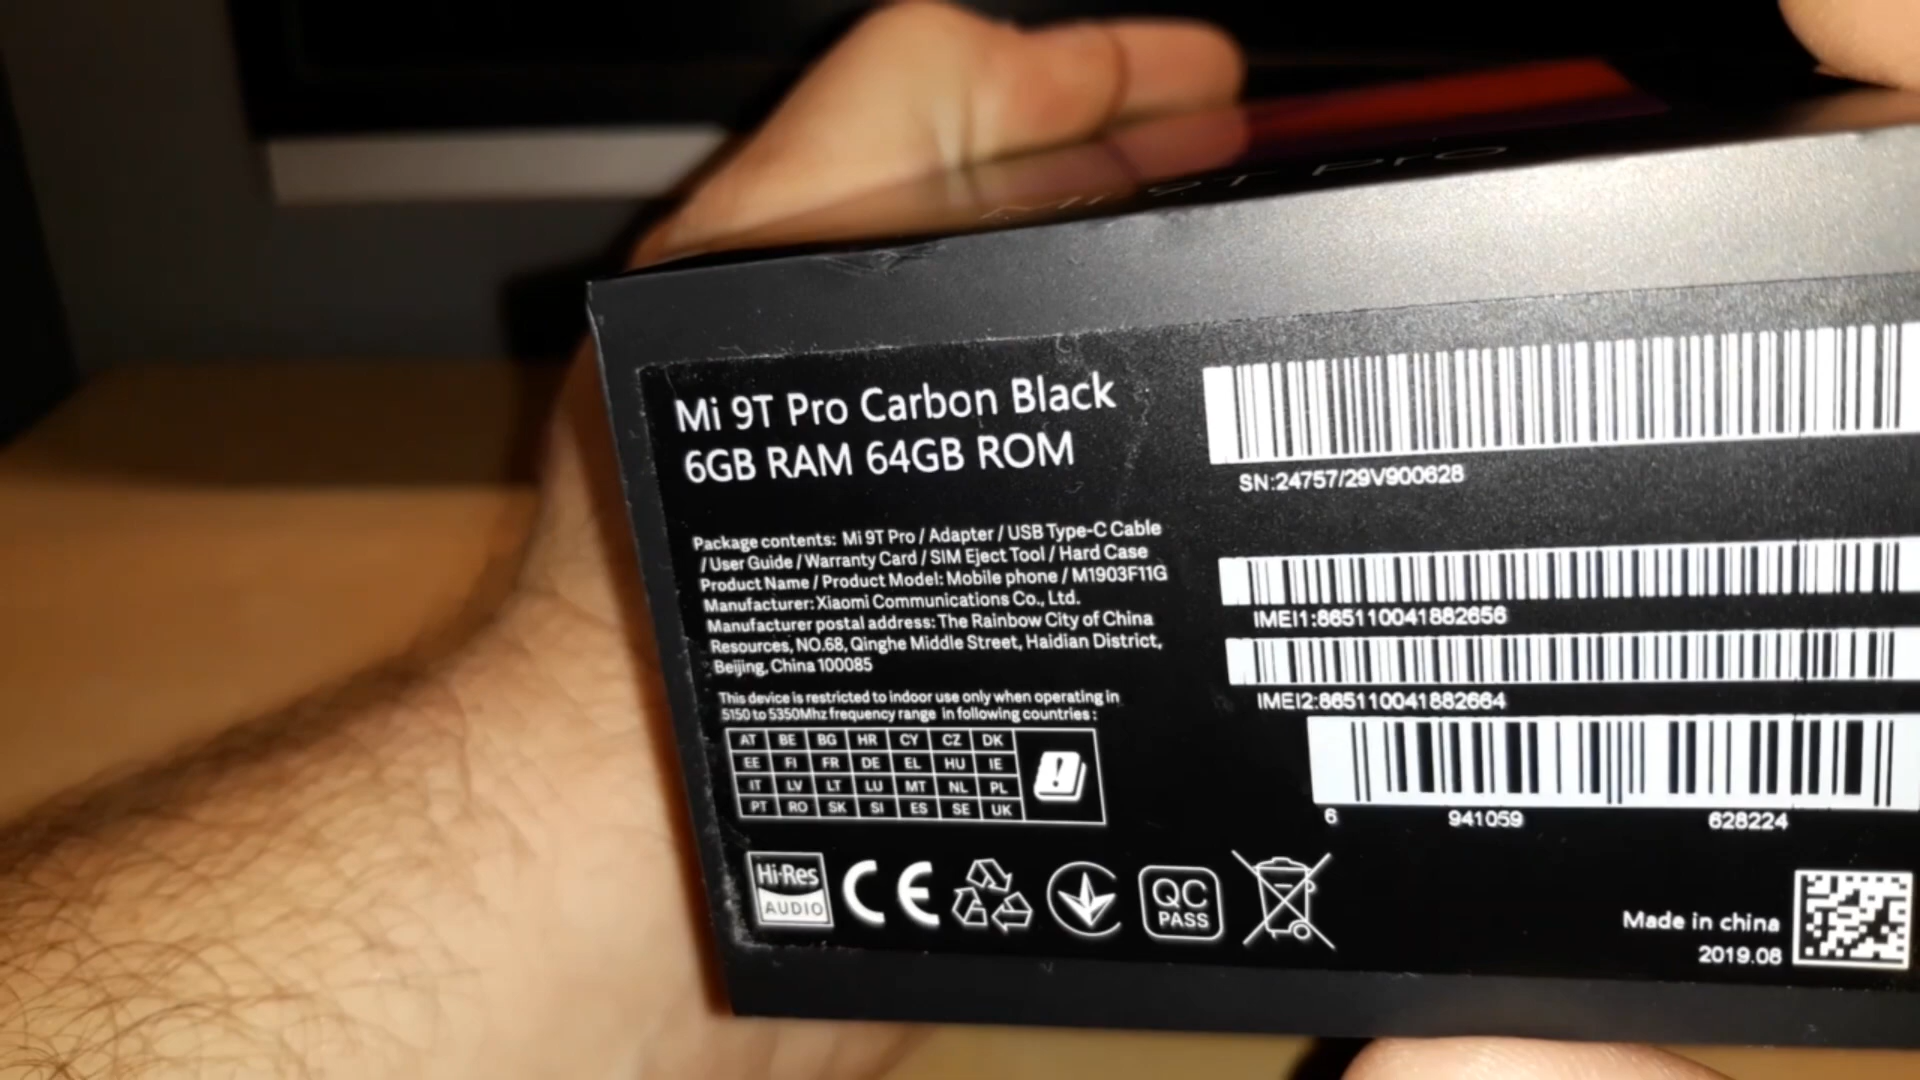 Mi 9T Pro
Mi 9T Pro Carbon Black
6GB RAM 64GB ROM
Package contents: Mi 9T Pro / Adapter / USB Type-C Cable
/ User Guide / Warranty Card / SIM Eject Tool / Hard Case
Product Name / Product Model: Mobile phone / M1903F11G
Manufacturer: Xiaomi Communications Co., Ltd.
Manufacturer postal address: The Rainbow City of China
Resources, NO.68, Qinghe Middle Street, Haidian District,
Beijing, China 100085
This device is restricted to indoor use only when operating in
5150 to 5350Mhz frequency range in following countries :
AT BE BG HR CY CZ DK
EE FI FR DE EL HU IE
IT LV LT LU MT NL PL
PT RO SK SI ES SE UK
Hi-Res
AUDIO
CE
QC
PASS
SN:24757/29V900628
IMEI1:865110041882656
IMEI2:865110041882664
6 941059 628224
Made in china
2019.08